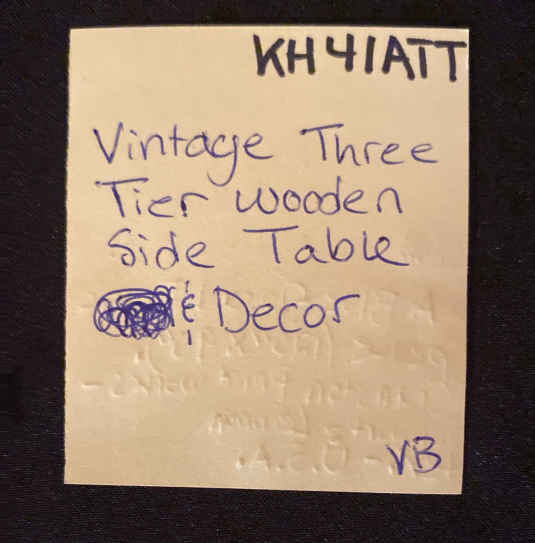 KH41ATT
Vintage Three
Tier wooden
Side Table
& Decor
VB